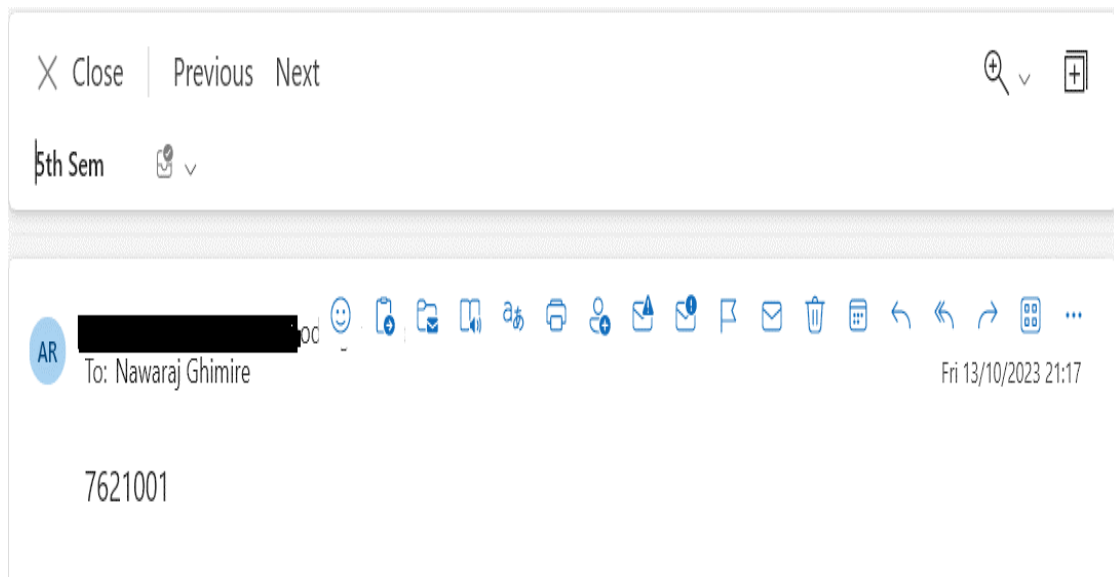 Close Previous Next
5th Sem
AR
To: Nawaraj Ghimire
Fri 13/10/2023 21:17
7621001